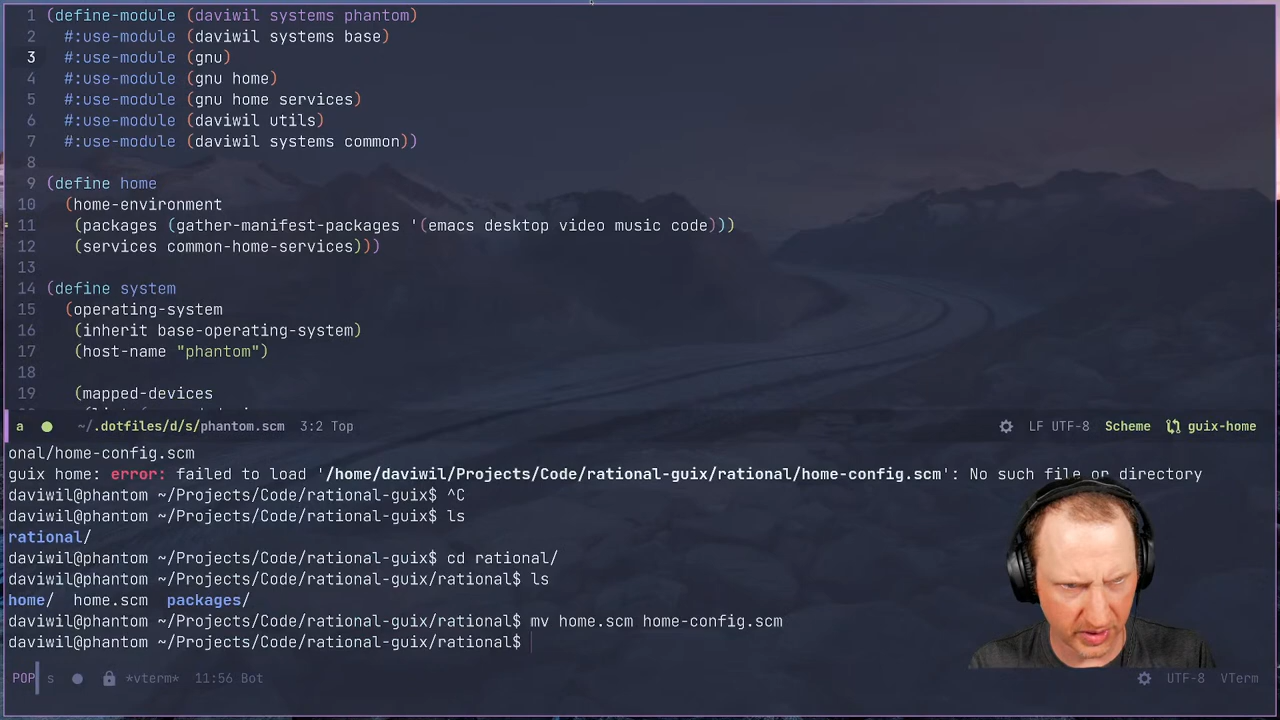 1 (define-module (daviwil systems phantom)
2 #:use-module (daviwil systems base)
3 #:use-module (gnu)
4 #:use-module (gnu home)
5 #:use-module (gnu home services)
6 #:use-module (daviwil utils)
7 #:use-module (daviwil systems common))
8
9 (define home
10 (home-environment
11 (packages (gather-manifest-packages '(emacs desktop video music code)))
12 (services common-home-services)))
13
14 (define system
15 (operating-system
16 (inherit base-operating-system)
17 (host-name "phantom")
18
19 (mapped-devices
a ~/.dotfiles/d/s/phantom.scm 3:2 Top LF UTF-8 Scheme guix-home
onal/home-config.scm
guix home: error: failed to load '/home/daviwil/Projects/Code/rational-guix/rational/home-config.scm': No such file or directory
daviwil@phantom ~/Projects/Code/rational-guix$ ^C
daviwil@phantom ~/Projects/Code/rational-guix$ ls
rational/
daviwil@phantom ~/Projects/Code/rational-guix$ cd rational/
daviwil@phantom ~/Projects/Code/rational-guix/rational$ ls
home/ home.scm packages/
daviwil@phantom ~/Projects/Code/rational-guix/rational$ mv home.scm home-config.scm
daviwil@phantom ~/Projects/Code/rational-guix/rational$
POP s *vterm* 11:56 Bot UTF-8 VTerm